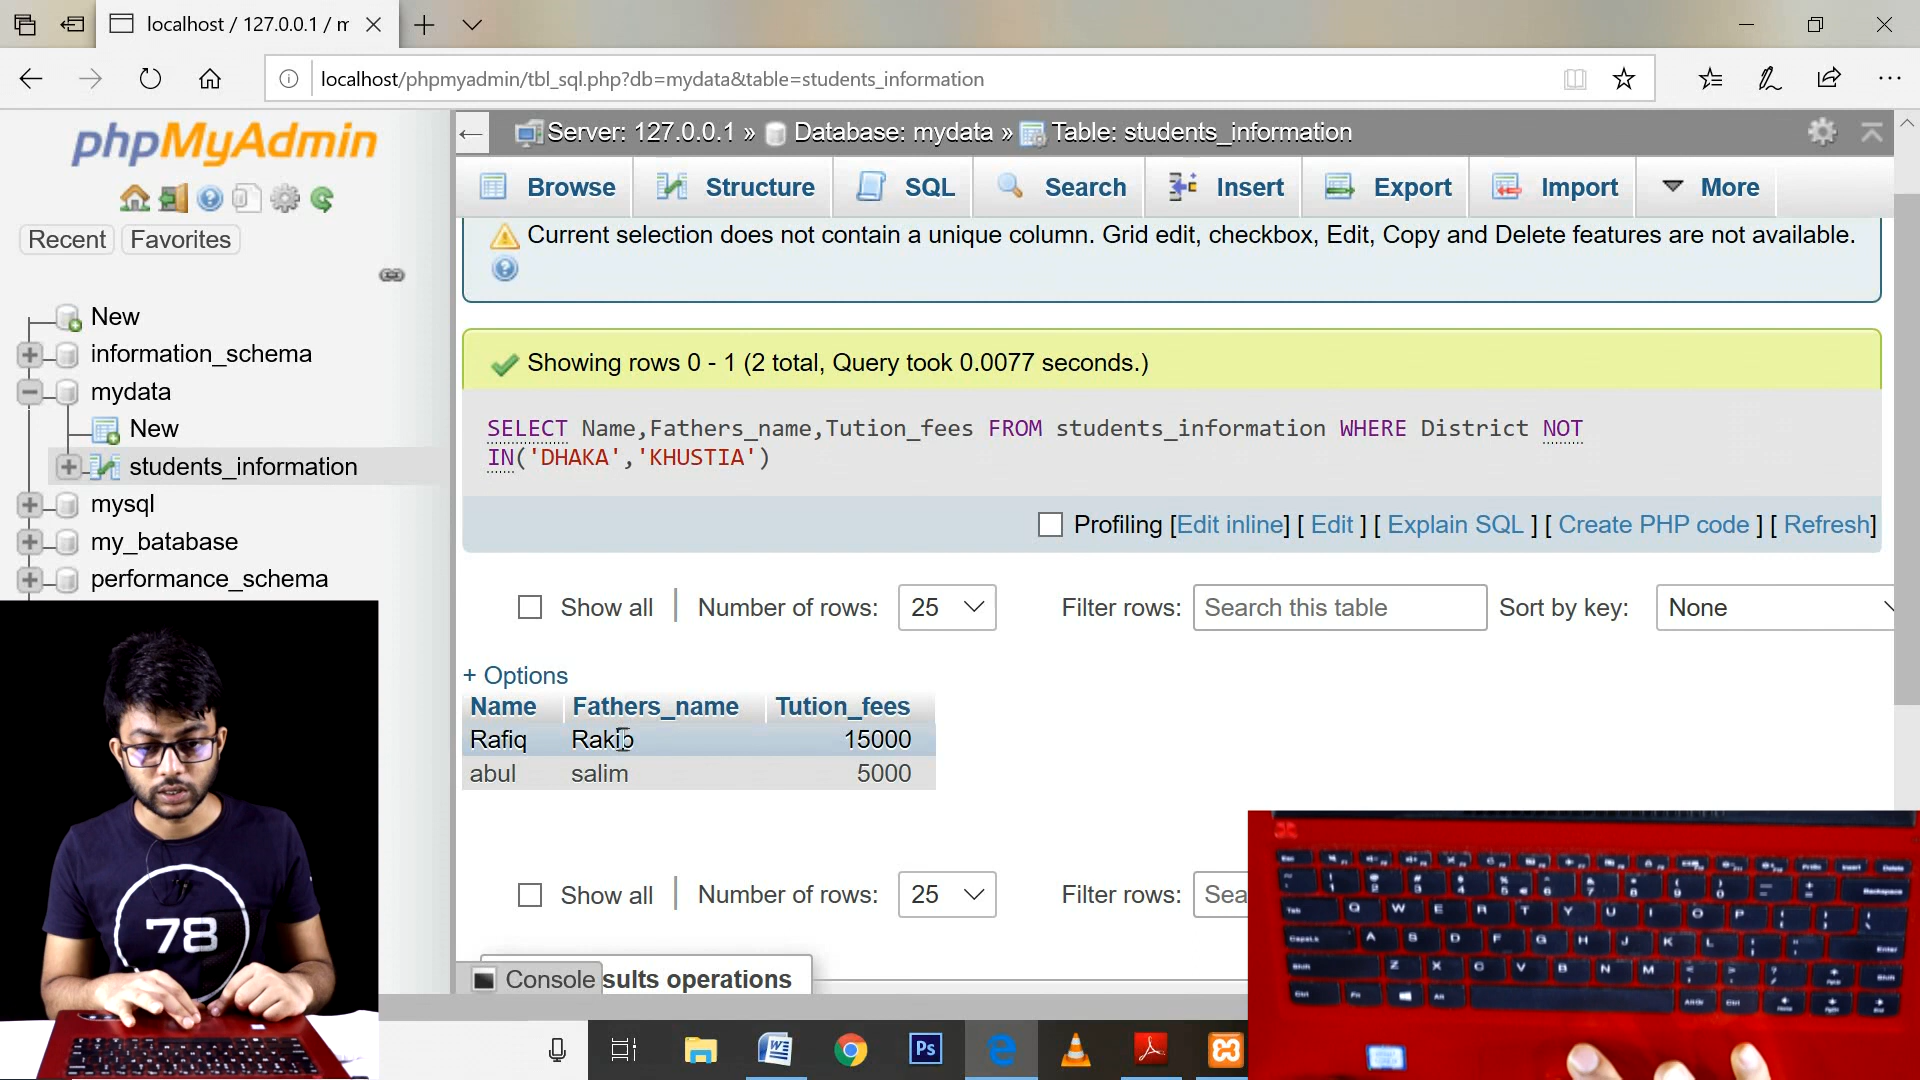 localhost / 127.0.0.1 / m
localhost/phpmyadmin/tbl_sql.php?db=mydata&table=students_information
phpMyAdmin
Recent Favorites
New
information_schema
mydata
New
students_information
mysql
my_batabase
performance_schema
Server: 127.0.0.1 » Database: mydata » Table: students_information
Browse Structure SQL Search Insert Export Import More
Current selection does not contain a unique column. Grid edit, checkbox, Edit, Copy and Delete features are not available.
Showing rows 0 - 1 (2 total, Query took 0.0077 seconds.)
SELECT Name,Fathers_name,Tution_fees FROM students_information WHERE District NOT
IN('DHAKA','KHUSTIA')
Profiling [Edit inline] [ Edit ] [ Explain SQL ] [ Create PHP code ] [ Refresh]
Show all | Number of rows: 25 Filter rows: Search this table Sort by key: None
+ Options
Name Fathers_name Tution_fees
Rafiq Rakib 15000
abul salim 5000
Show all | Number of rows: 25 Filter rows: Sea
Console sults operations
78
Ps
Q W E R T Y U I O P
A S D F G H J K L
Z X C V B N M